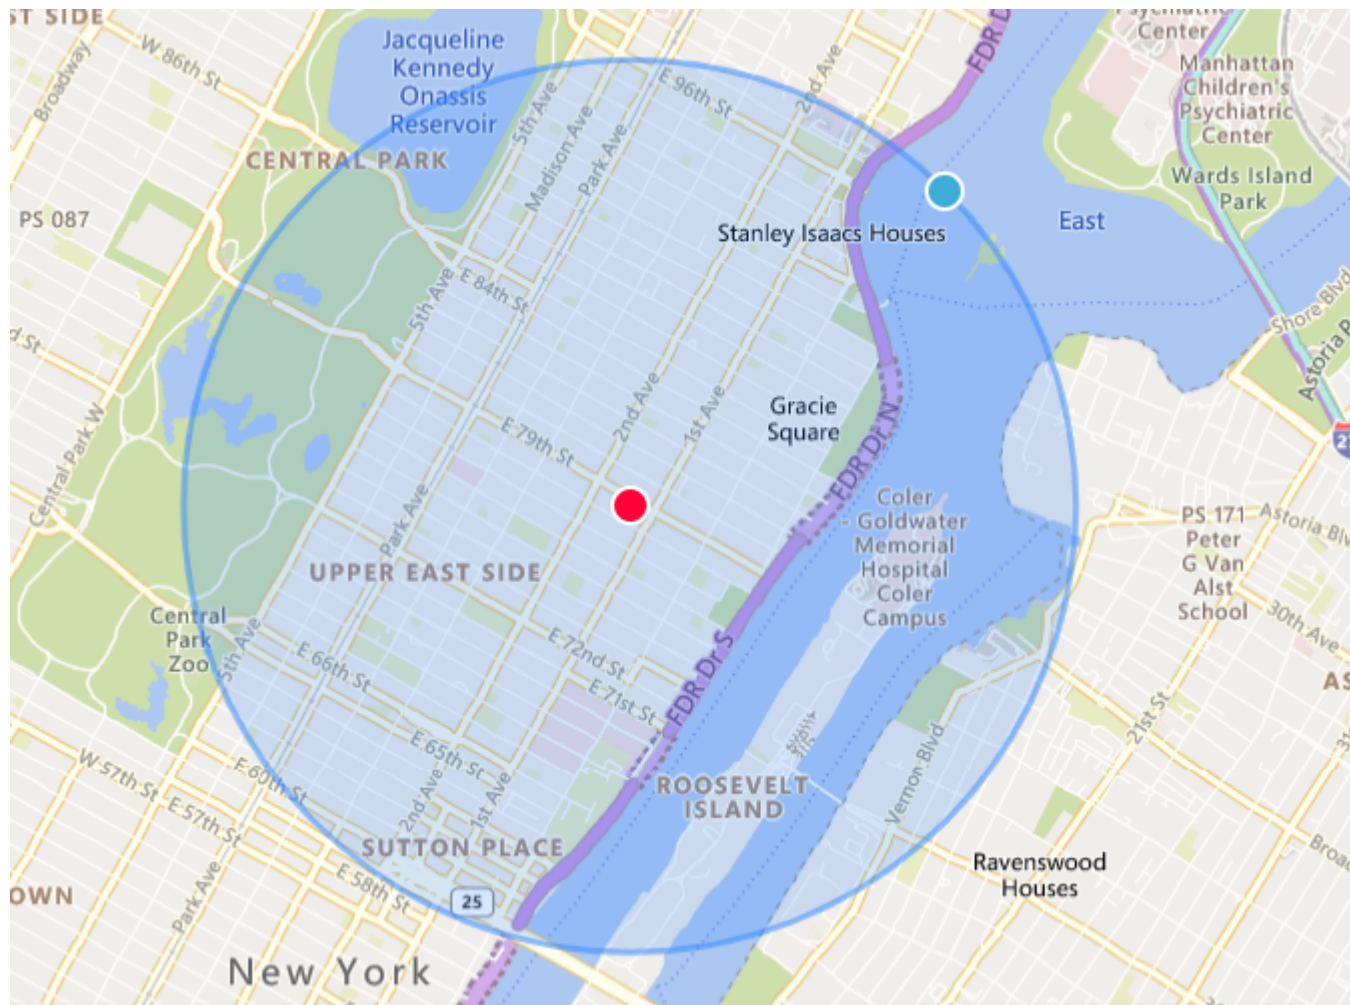 ST SIDE
W 86th St
Broadway
Jacqueline
Kennedy
Onassis
Reservoir
CENTRAL PARK
PS 087
5th Ave
Madison Ave
Park Ave
E 96th St
2nd Ave
FDR D
Psychiatric
Center
Manhattan
Children's
Psychiatric
Center
Wards Island
Park
East
Stanley Isaacs Houses
Shore Blvd
Astoria P
E 84th St
5th Ave
d St
Central Park W
E 79th St
2nd Ave
1st Ave
Gracie
Square
FDR Dr N
27
Park Ave
UPPER EAST SIDE
Coler
- Goldwater
Memorial
Hospital
Coler
Campus
PS 171
Peter
G Van
Alst
School
Astoria Blv
30th Ave
Central
Park
Zoo
5th Ave
E 66th St
E 72nd St
E 71st St
FDR Dr S
AS
21st St
31
E 65th St
W 57th St
E 60th St
E 57th St
2nd Ave
1st Ave
ROOSEVELT
ISLAND
Vernon Blvd
SUTTON PLACE
E 58th St
25
Park Ave
OWN
Ravenswood
Houses
Broa
New York